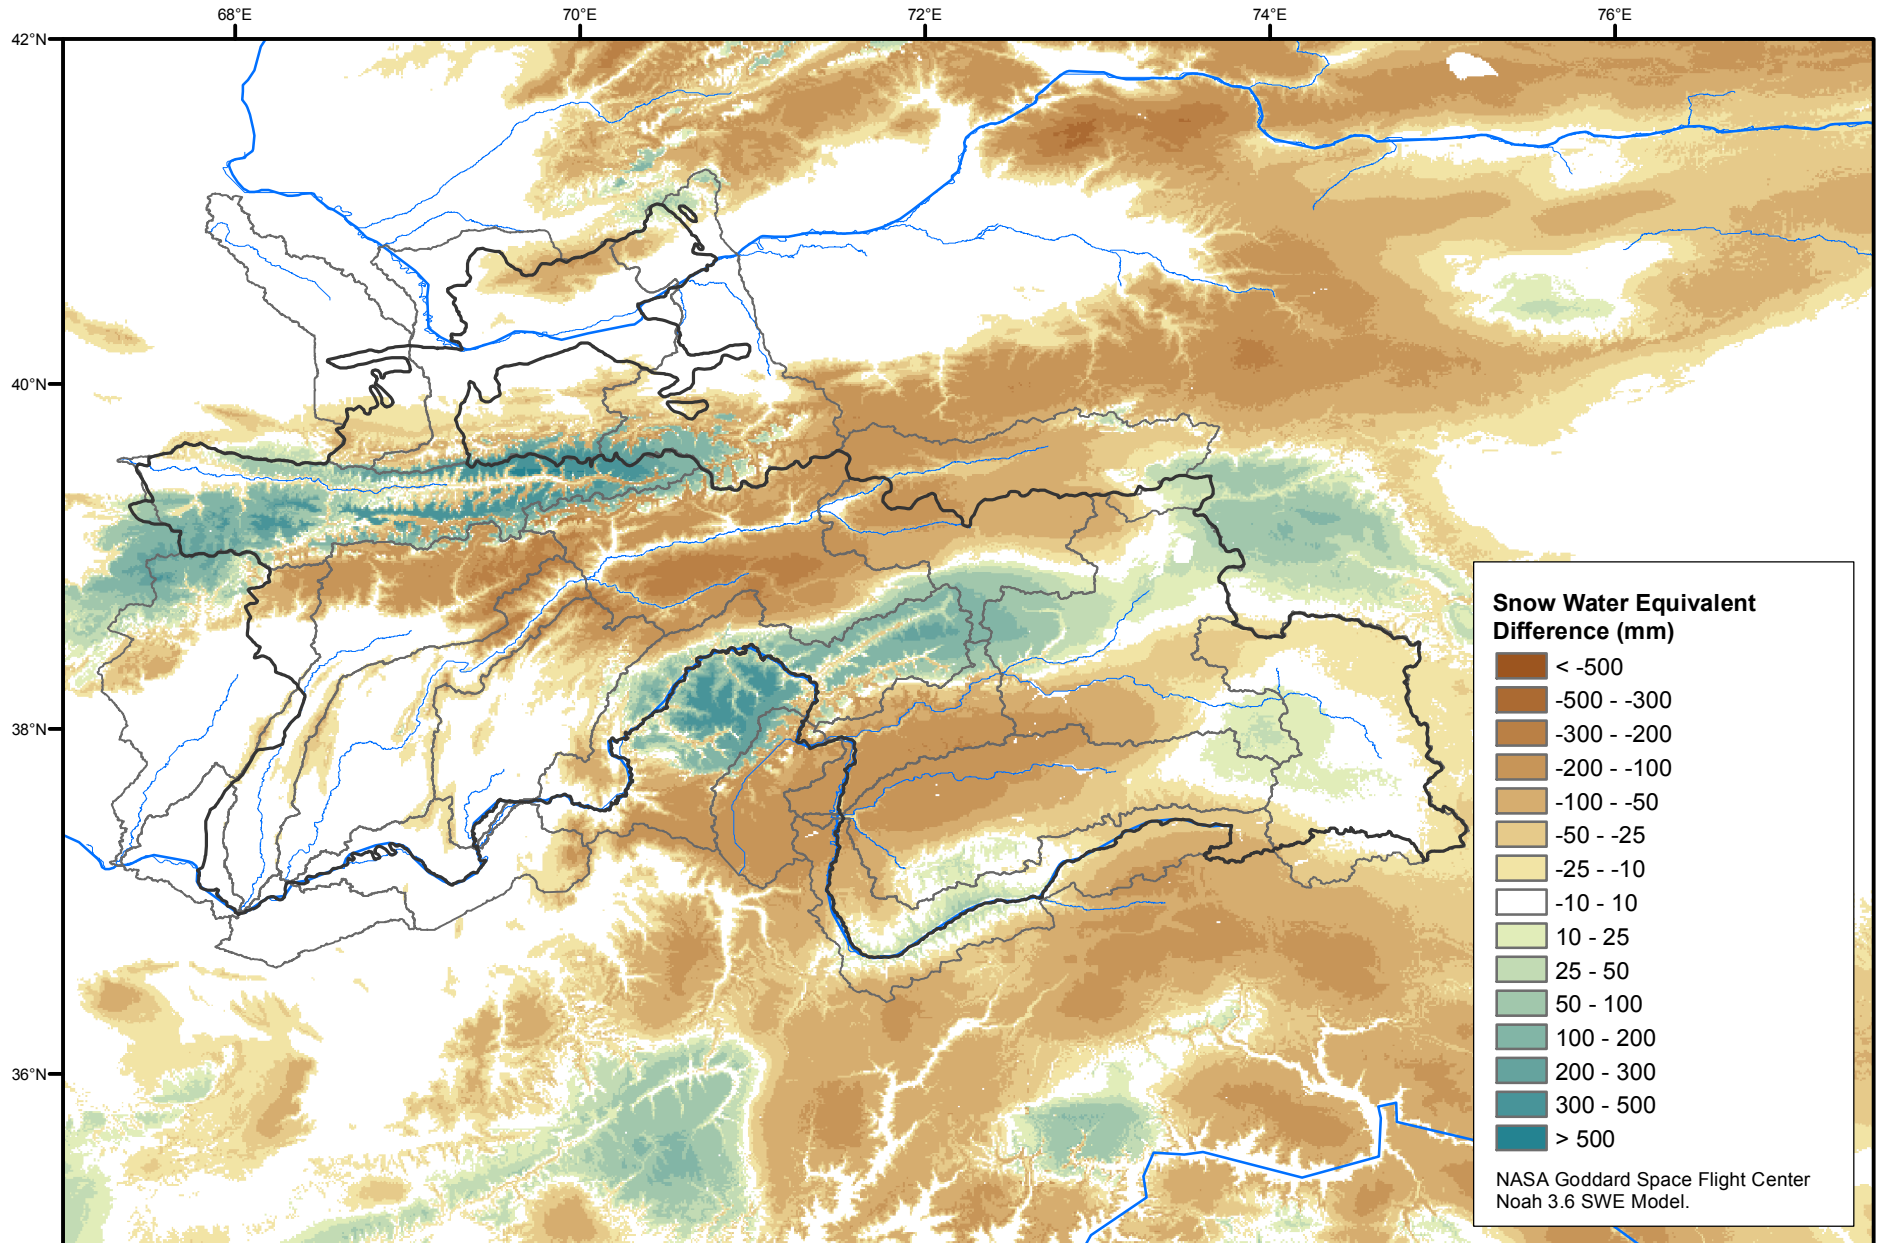 68°E 70°E 72°E 74°E 76°E
42°N
40°N
38°N
36°N
Snow Water Equivalent
Difference (mm)
< -500
-500 - -300
-300 - -200
-200 - -100
-100 - -50
-50 - -25
-25 - -10
-10 - 10
10 - 25
25 - 50
50 - 100
100 - 200
200 - 300
300 - 500
> 500
NASA Goddard Space Flight Center
Noah 3.6 SWE Model.